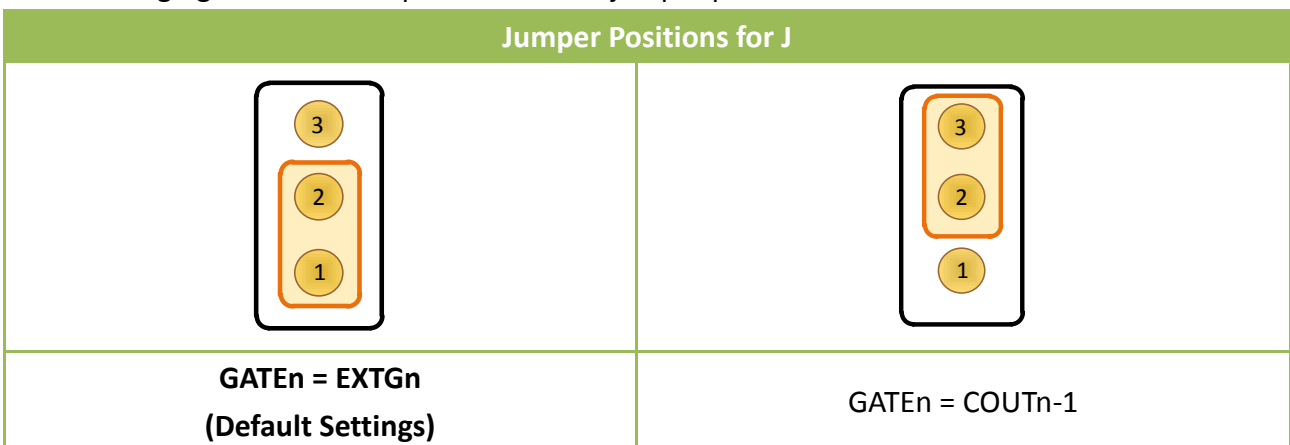 Jumper Positions for J
3
2
1
3
2
1
GATEn = EXTGn
(Default Settings)
GATEn = COUTn-1